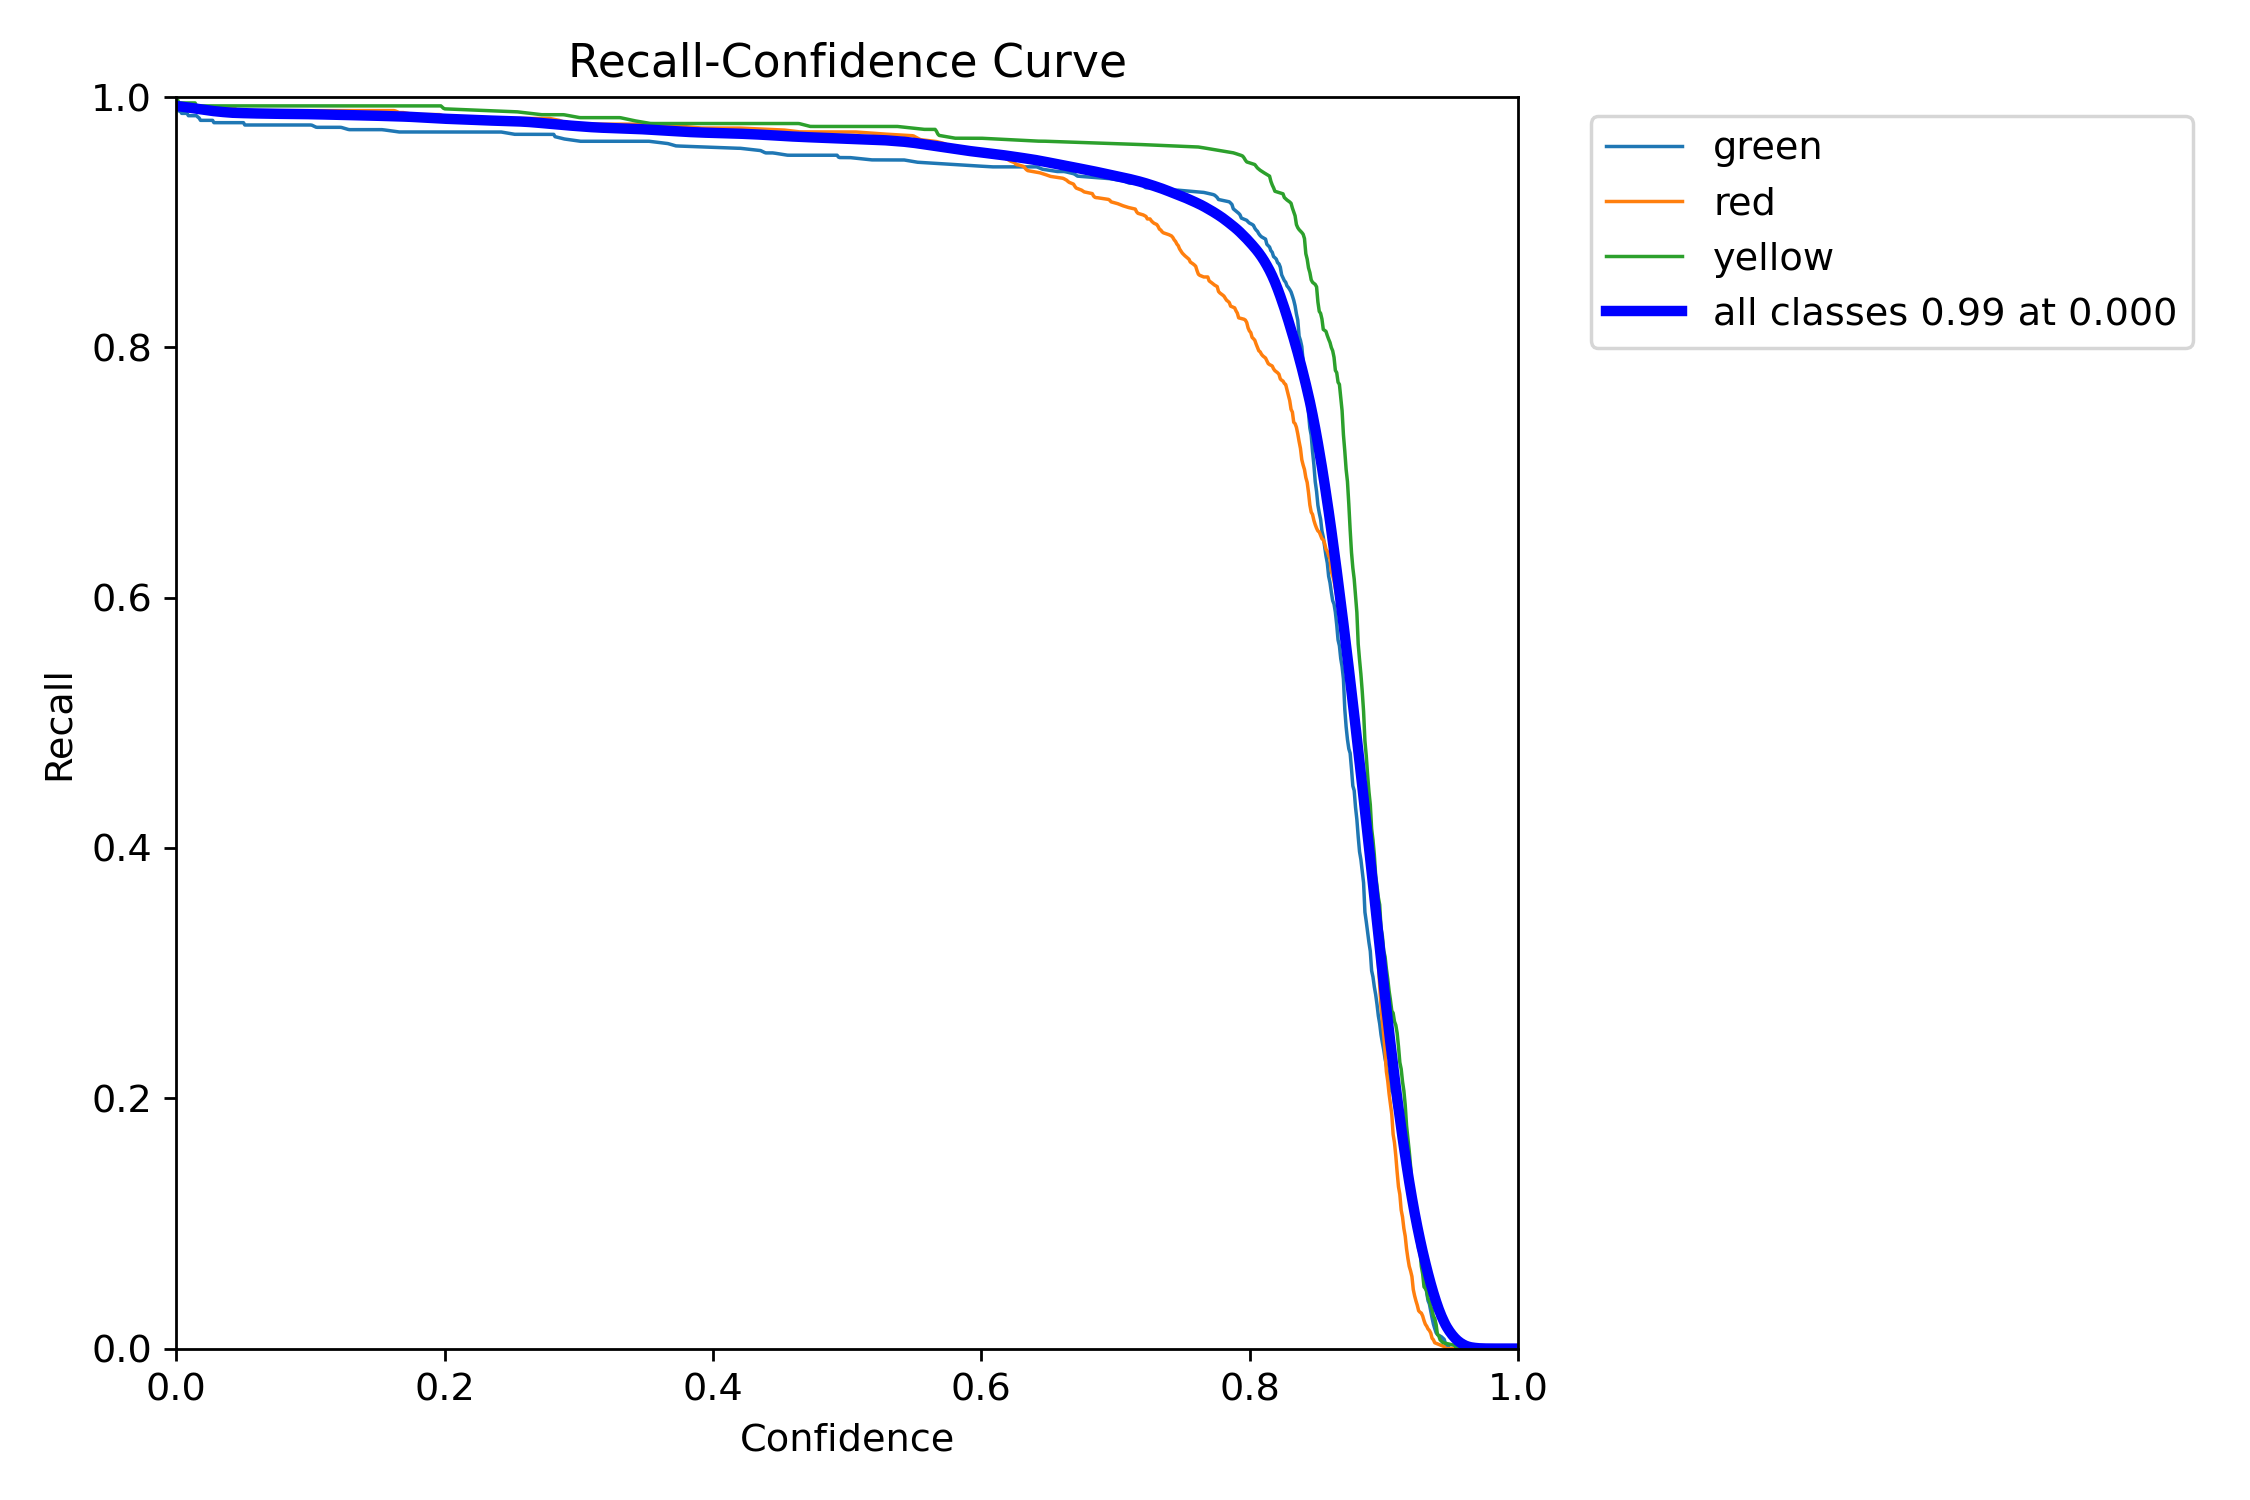 Recall-Confidence Curve
1.0
0.8
0.6
0.4
0.2
0.0
Recall
0.0 0.2 0.4 0.6 0.8 1.0
Confidence
green
red
yellow
all classes 0.99 at 0.000